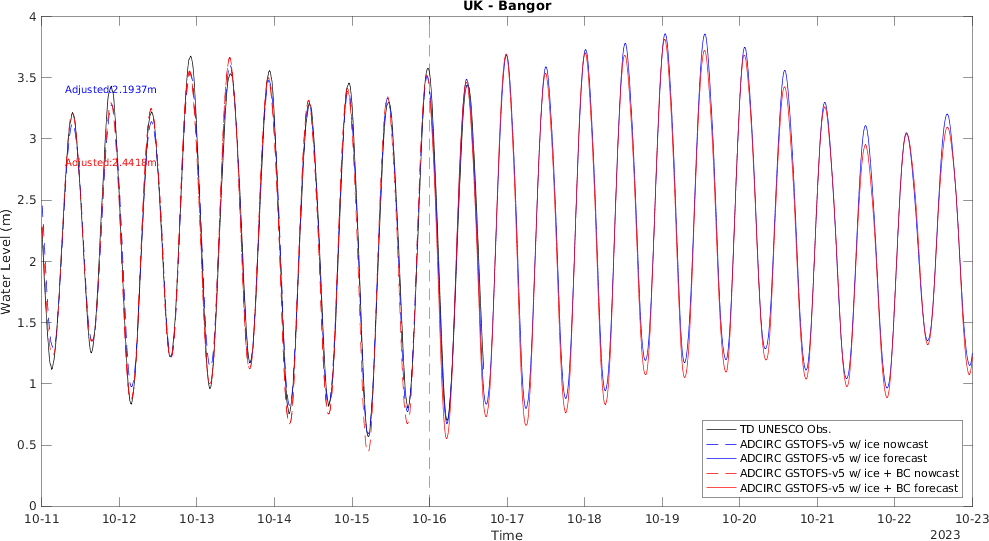 UK - Bangor
4
3.5
3
2.5
2
1.5
1
0.5
0
Water Level (m)
Adjusted:2.1937m
Adjusted:2.4418m
TD UNESCO Obs.
ADCIRC GSTOFS-v5 w/ ice nowcast
ADCIRC GSTOFS-v5 w/ ice forecast
ADCIRC GSTOFS-v5 w/ ice + BC nowcast
ADCIRC GSTOFS-v5 w/ ice + BC forecast
10-11 10-12 10-13 10-14 10-15 10-16 10-17 10-18 10-19 10-20 10-21 10-22 10-23
Time
2023